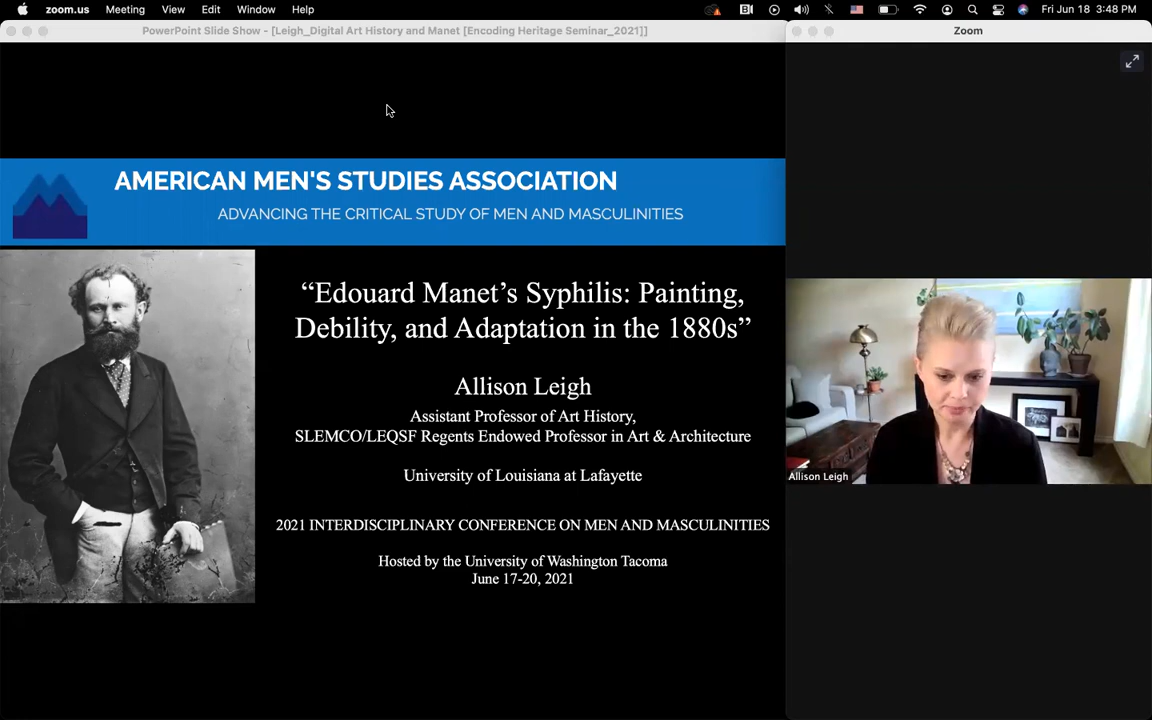 zoom.us Meeting View Edit Window Help Fri Jun 18 3:48 PM
PowerPoint Slide Show - [Leigh_Digital Art History and Manet [Encoding Heritage Seminar_2021]]
Zoom
AMERICAN MEN'S STUDIES ASSOCIATION
ADVANCING THE CRITICAL STUDY OF MEN AND MASCULINITIES
“Edouard Manet’s Syphilis: Painting,
Debility, and Adaptation in the 1880s”
Allison Leigh
Assistant Professor of Art History,
SLEMCO/LEQSF Regents Endowed Professor in Art & Architecture
University of Louisiana at Lafayette
2021 INTERDISCIPLINARY CONFERENCE ON MEN AND MASCULINITIES
Hosted by the University of Washington Tacoma
June 17-20, 2021
Allison Leigh